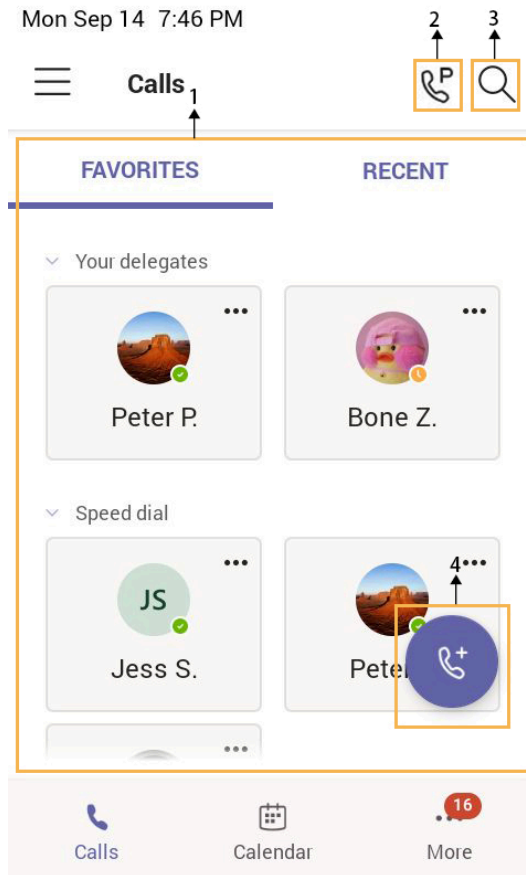 Mon Sep 14 7:46 PM
2 3
Calls
P
1
FAVORITES RECENT
Your delegates
Peter P. Bone Z.
Speed dial
4
JS
Jess S. Pete
16
Calls Calendar More